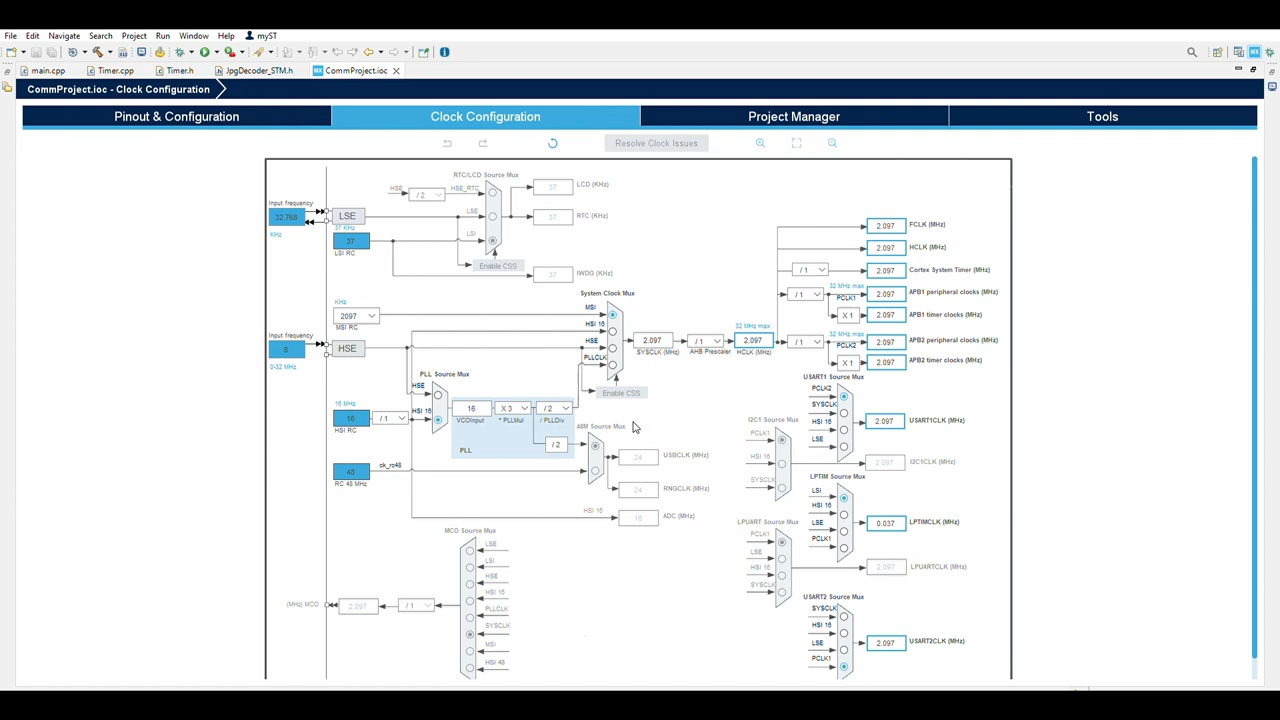 File Edit Navigate Search Project Run Window Help myST
main.cpp Timer.cpp Timer.h JpgDecoder_STM.h CommProject.ioc
CommProject.ioc - Clock Configuration
Pinout & Configuration Clock Configuration Project Manager Tools
Resolve Clock Issues
RTC/LCD Source Mux
HSE / 2 HSE_RTC 37 LCD (KHz)
Input frequency
32.768 LSE LSE 37 RTC (KHz)
KHz
37 KHz
37 LSI
LSI RC
Enable CSS
37 IWDG (KHz)
FCLK (MHz) 2.097
HCLK (MHz) 2.097
/ 1 2.097 Cortex System Timer (MHz)
32 MHz max
/ 1 PCLK1 2.097 APB1 peripheral clocks (MHz)
X 1 2.097 APB1 timer clocks (MHz)
System Clock Mux
KHz
2097 MSI
MSI RC
HSI 16
Input frequency
8 HSE HSE
0-32 MHz
PLLCLK
2.097 / 1 2.097
SYSCLK (MHz) AHB Prescaler HCLK (MHz)
32 MHz max
32 MHz max
/ 1 PCLK2 2.097 APB2 peripheral clocks (MHz)
X 1 2.097 APB2 timer clocks (MHz)
Enable CSS
PLL Source Mux
HSE
16 MHz
16 / 1 HSI 16
HSI RC
16 X 3 / 2
VCOInput * PLLMul / PLLDiv
/ 2
PLL
48M Source Mux
24 USBCLK (MHz)
48 ck_rc48
RC 48 MHz
24 RNGCLK (MHz)
HSI 16 16 ADC (MHz)
USART1 Source Mux
PCLK2
SYSCLK
HSI 16
LSE
2.097 USART1CLK (MHz)
I2C1 Source Mux
PCLK1
HSI 16
SYSCLK
2.097 I2C1CLK (MHz)
LPTIM Source Mux
LSI
HSI 16
LSE
PCLK1
0.037 LPTIMCLK (MHz)
LPUART Source Mux
PCLK1
LSE
HSI 16
SYSCLK
2.097 LPUARTCLK (MHz)
USART2 Source Mux
SYSCLK
HSI 16
LSE
PCLK1
2.097 USART2CLK (MHz)
MCO Source Mux
LSE
LSI
HSE
HSI 16
PLLCLK
SYSCLK
MSI
HSI 48
(MHz) MCO 2.097 / 1